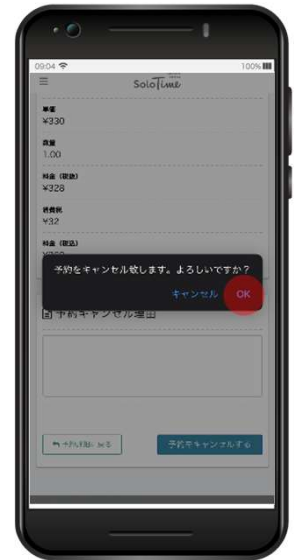 09:04
100%
SoloTime
単価
¥330
数量
1.00
料金（税抜）
¥328
消費税
¥32
料金（税込）
予約をキャンセル致します。よろしいですか？
キャンセル OK
予約キャンセル理由
予約をキャンセルする